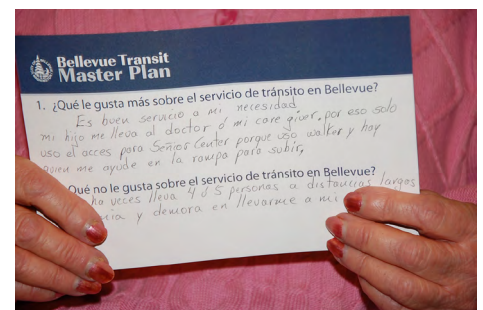 Bellevue Transit
Master Plan
1. ¿Qué le gusta más sobre el servicio de tránsito en Bellevue?
Es buen servicio a mi necesidad
mi hijo me lleva al doctor ó mi care giver, por eso solo
uso el acces para Señior Center porque uso walker y hay
quien me ayude en la rampa para subir,
Qué no le gusta sobre el servicio de tránsito en Bellevue?
ha veces lleva 4 ó 5 personas a distancias largas
y demora en llevarme a mi